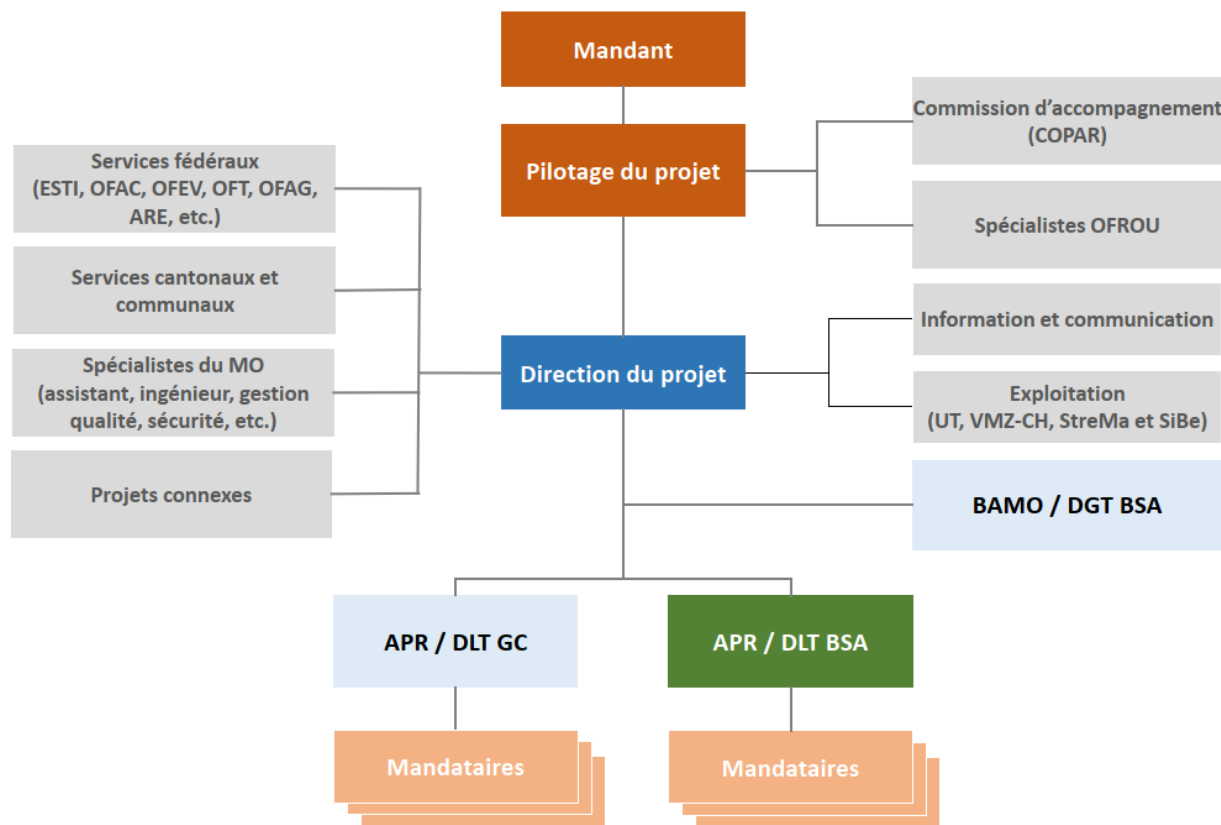 Mandant
Pilotage du projet
Commission d'accompagnement
(COPAR)
Spécialistes OFROU
Services fédéraux
(ESTI, OFAC, OFEV, OFT, OFAG,
ARE, etc.)
Services cantonaux et
communaux
Spécialistes du MO
(assistant, ingénieur, gestion
qualité, sécurité, etc.)
Projets connexes
Direction du projet
Information et communication
Exploitation
(UT, VMZ-CH, StreMa et SiBe)
BAMO / DGT BSA
APR / DLT GC
APR / DLT BSA
Mandataires
Mandataires